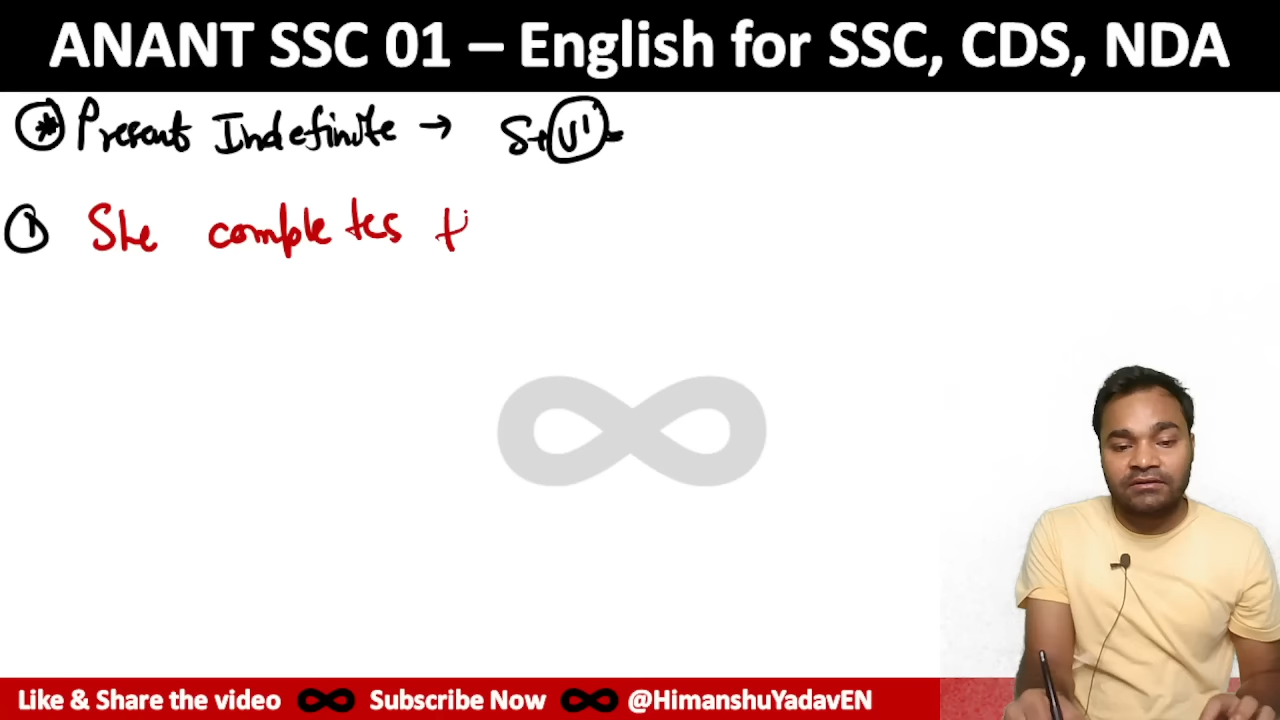 ANANT SSC 01 – English for SSC, CDS, NDA
Present Indefinite → S+V¹
① She completes t
Like & Share the video Subscribe Now @HimanshuYadavEN